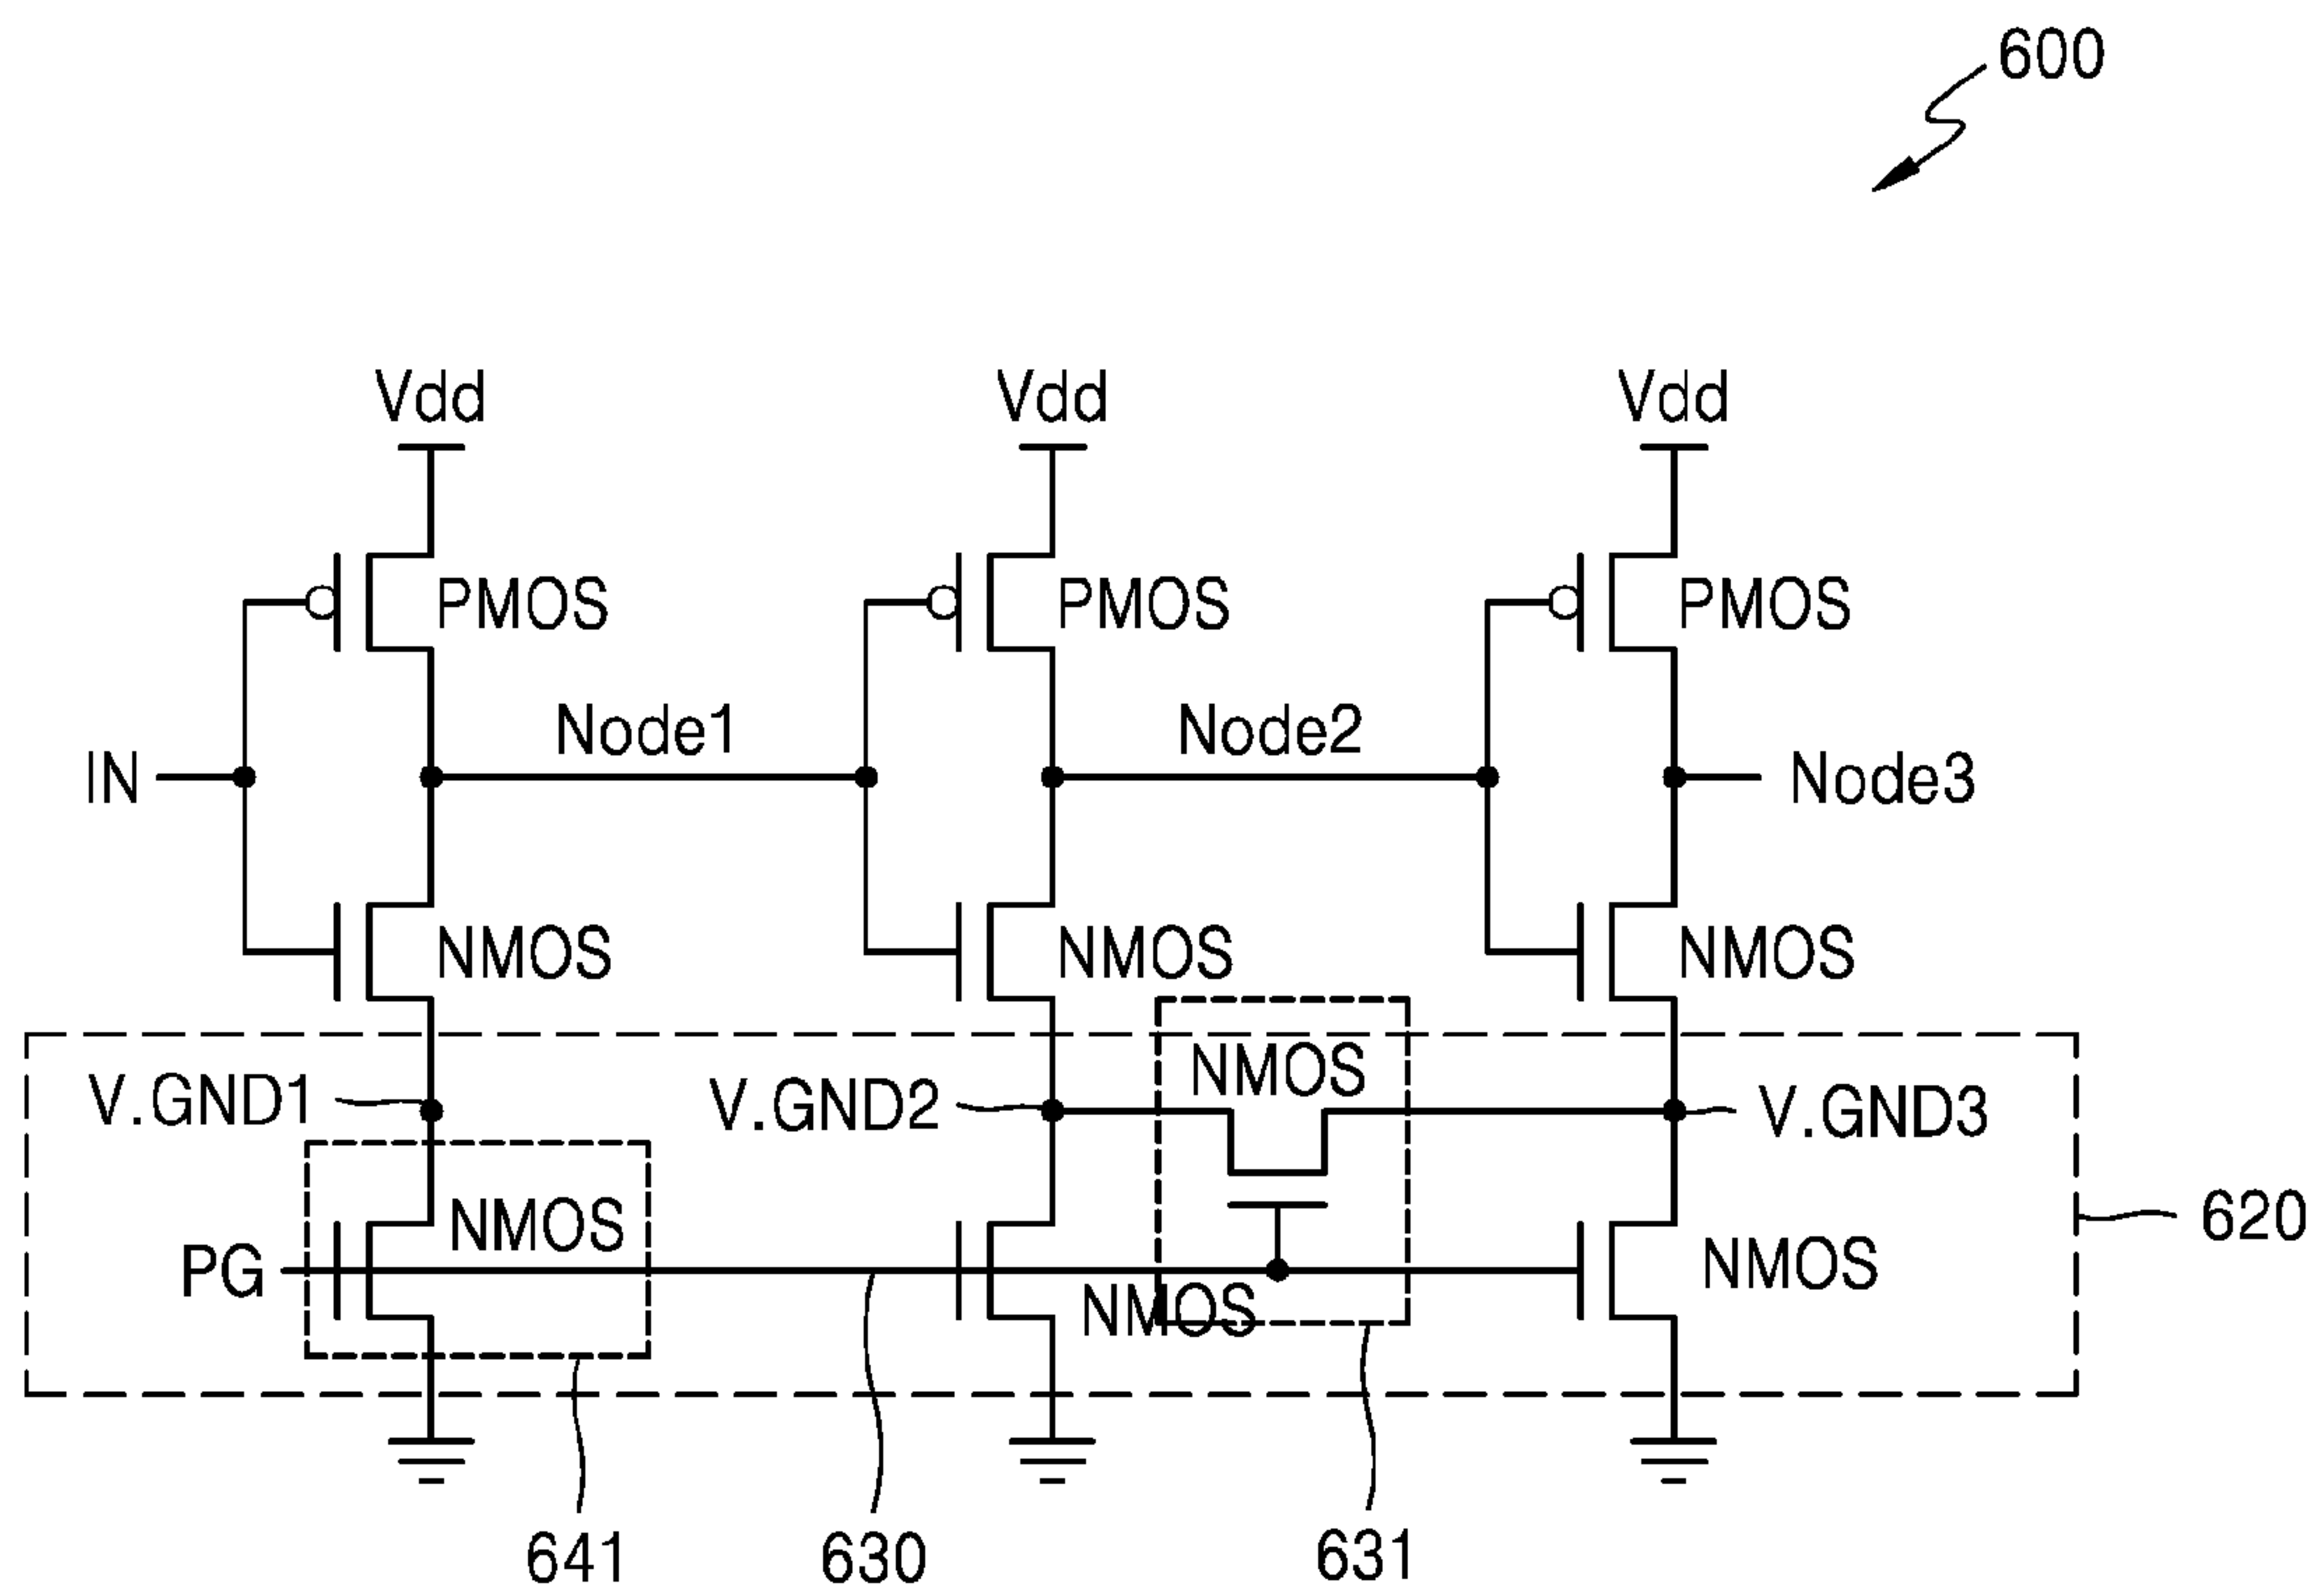 600
Vdd Vdd Vdd
PMOS PMOS PMOS
Node1 Node2
IN Node3
NMOS NMOS NMOS
NMOS
V.GND1 V.GND2 V.GND3
NMOS 620
PG NMOS
NMOS
641 630 631